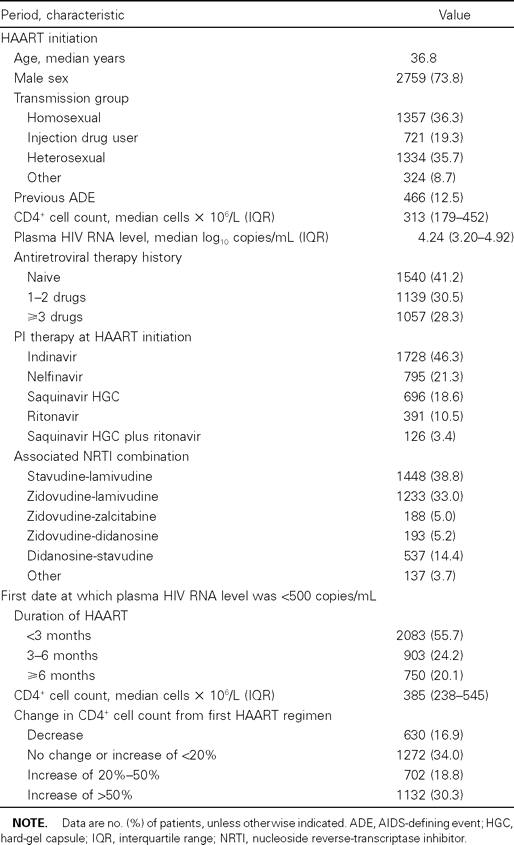 Period, characteristic Value
HAART initiation
Age, median years 36.8
Male sex 2759 (73.8)
Transmission group
Homosexual 1357 (36.3)
Injection drug user 721 (19.3)
Heterosexual 1334 (35.7)
Other 324 (8.7)
Previous ADE 466 (12.5)
CD4⁺ cell count, median cells × 10⁶/L (IQR) 313 (179–452)
Plasma HIV RNA level, median log₁₀ copies/mL (IQR) 4.24 (3.20–4.92)
Antiretroviral therapy history
Naive 1540 (41.2)
1–2 drugs 1139 (30.5)
⩾3 drugs 1057 (28.3)
PI therapy at HAART initiation
Indinavir 1728 (46.3)
Nelfinavir 795 (21.3)
Saquinavir HGC 696 (18.6)
Ritonavir 391 (10.5)
Saquinavir HGC plus ritonavir 126 (3.4)
Associated NRTI combination
Stavudine-lamivudine 1448 (38.8)
Zidovudine-lamivudine 1233 (33.0)
Zidovudine-zalcitabine 188 (5.0)
Zidovudine-didanosine 193 (5.2)
Didanosine-stavudine 537 (14.4)
Other 137 (3.7)
First date at which plasma HIV RNA level was <500 copies/mL
Duration of HAART
<3 months 2083 (55.7)
3–6 months 903 (24.2)
⩾6 months 750 (20.1)
CD4⁺ cell count, median cells × 10⁶/L (IQR) 385 (238–545)
Change in CD4⁺ cell count from first HAART regimen
Decrease 630 (16.9)
No change or increase of <20% 1272 (34.0)
Increase of 20%–50% 702 (18.8)
Increase of >50% 1132 (30.3)
NOTE. Data are no. (%) of patients, unless otherwise indicated. ADE, AIDS-defining event; HGC,
hard-gel capsule; IQR, interquartile range; NRTI, nucleoside reverse-transcriptase inhibitor.